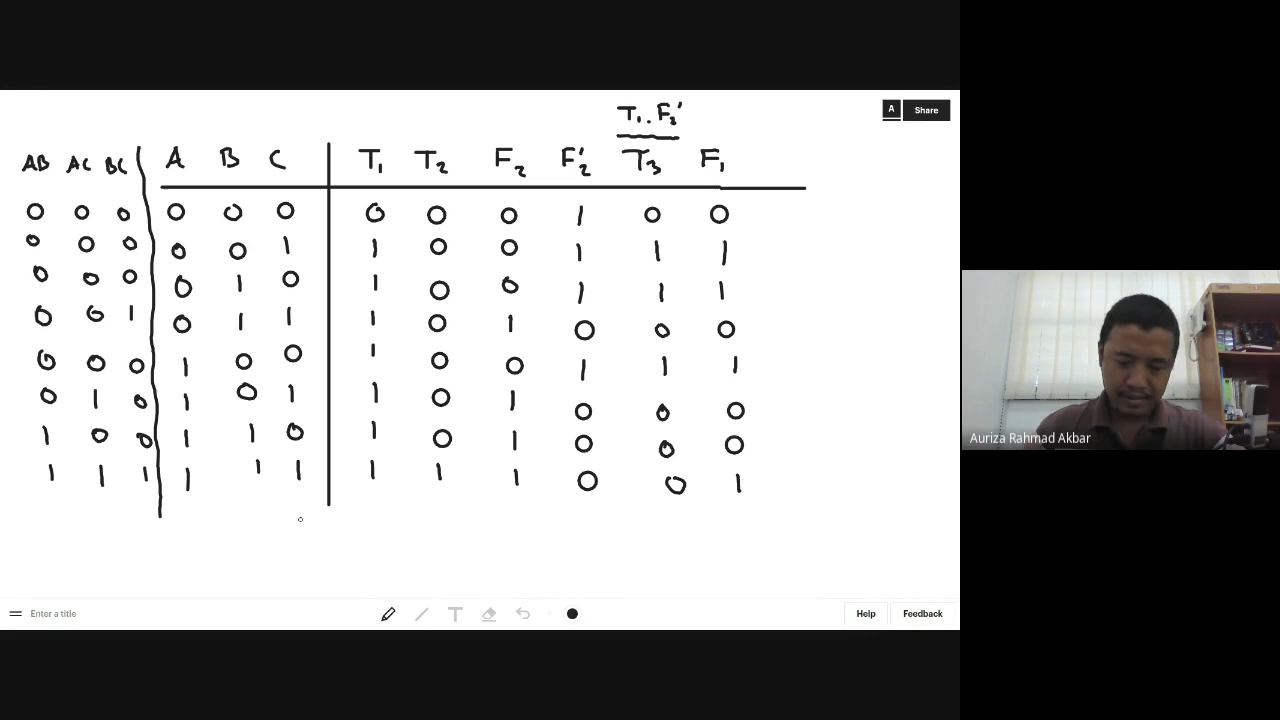 T₁ . F₂'
A Share
AB AC BC A B C T₁ T₂ F₂ F₂' T₃ F₁
0 0 0 0 0 0 0 0 0 1 0 0
0 0 0 0 0 1 1 0 0 1 1 1
0 0 0 0 1 0 1 0 0 1 1 1
0 0 1 0 1 1 1 0 1 0 0 0
0 0 0 1 0 0 1 0 0 1 1 1
0 1 0 1 0 1 1 0 1 0 0 0
1 0 0 1 1 0 1 0 1 0 0 0
1 1 1 1 1 1 1 1 1 0 0 1
Auriza Rahmad Akbar
Enter a title T Help Feedback